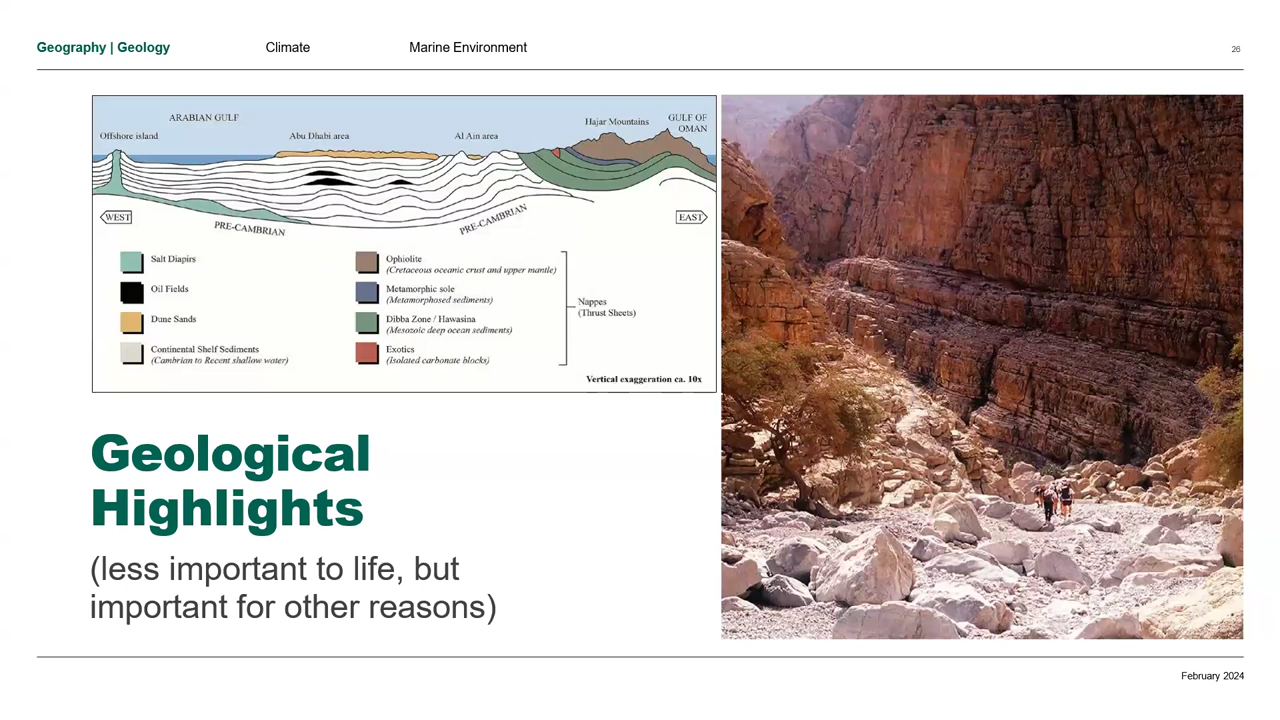 Geography | Geology
Climate
Marine Environment
26
ARABIAN GULF
Offshore island
Abu Dhabi area
Al Ain area
Hajar Mountains
GULF OF
OMAN
WEST
PRE-CAMBRIAN
PRE-CAMBRIAN
EAST
Salt Diapirs
Oil Fields
Dune Sands
Continental Shelf Sediments
(Cambrian to Recent shallow water)
Ophiolite
(Cretaceous oceanic crust and upper mantle)
Metamorphic sole
(Metamorphosed sediments)
Dibba Zone / Hawasina
(Mesozoic deep ocean sediments)
Exotics
(Isolated carbonate blocks)
Nappes
(Thrust Sheets)
Vertical exaggeration ca. 10x
Geological
Highlights
(less important to life, but
important for other reasons)
February 2024